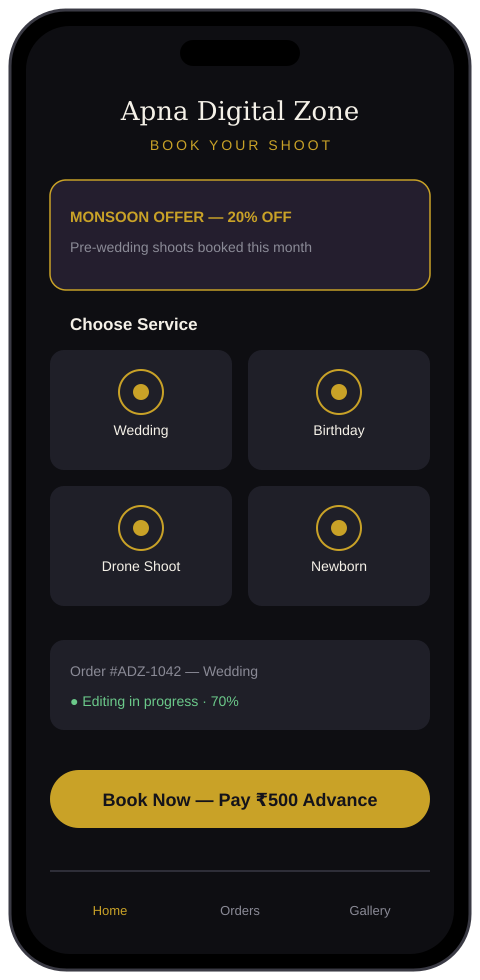 Apna Digital Zone
BOOK YOUR SHOOT
MONSOON OFFER — 20% OFF
Pre-wedding shoots booked this month
Choose Service
Wedding
Birthday
Drone Shoot
Newborn
Order #ADZ-1042 — Wedding
● Editing in progress · 70%
Book Now — Pay ₹500 Advance
Home
Orders
Gallery